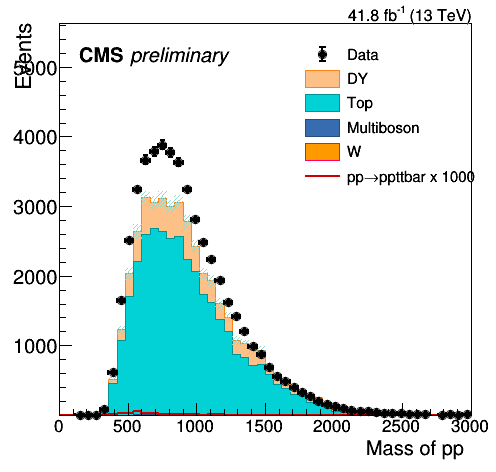 41.8 fb⁻¹ (13 TeV)
Events
CMS preliminary
Data
DY
Top
Multiboson
W
pp→ppttbar x 1000
5000
4000
3000
2000
1000
0 500 1000 1500 2000 2500 3000
Mass of pp